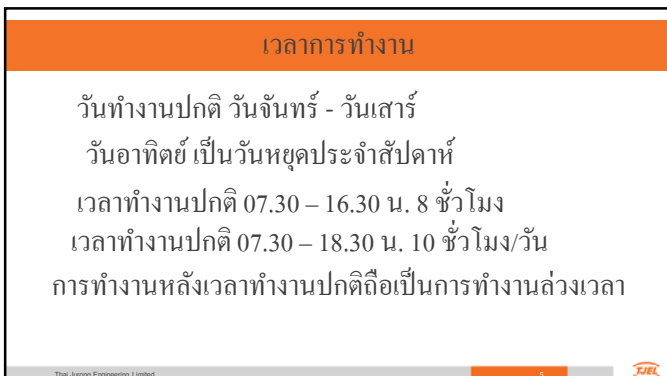 เวลาการทำงาน
วันทำงานปกติ วันจันทร์ - วันเสาร์
วันอาทิตย์ เป็นวันหยุดประจำสัปดาห์
เวลาทำงานปกติ 07.30 – 16.30 น. 8 ชั่วโมง
เวลาทำงานปกติ 07.30 – 18.30 น. 10 ชั่วโมง/วัน
การทำงานหลังเวลาทำงานปกติถือเป็นการทำงานล่วงเวลา
Thai Jurong Engineering Limited
5
TJEL